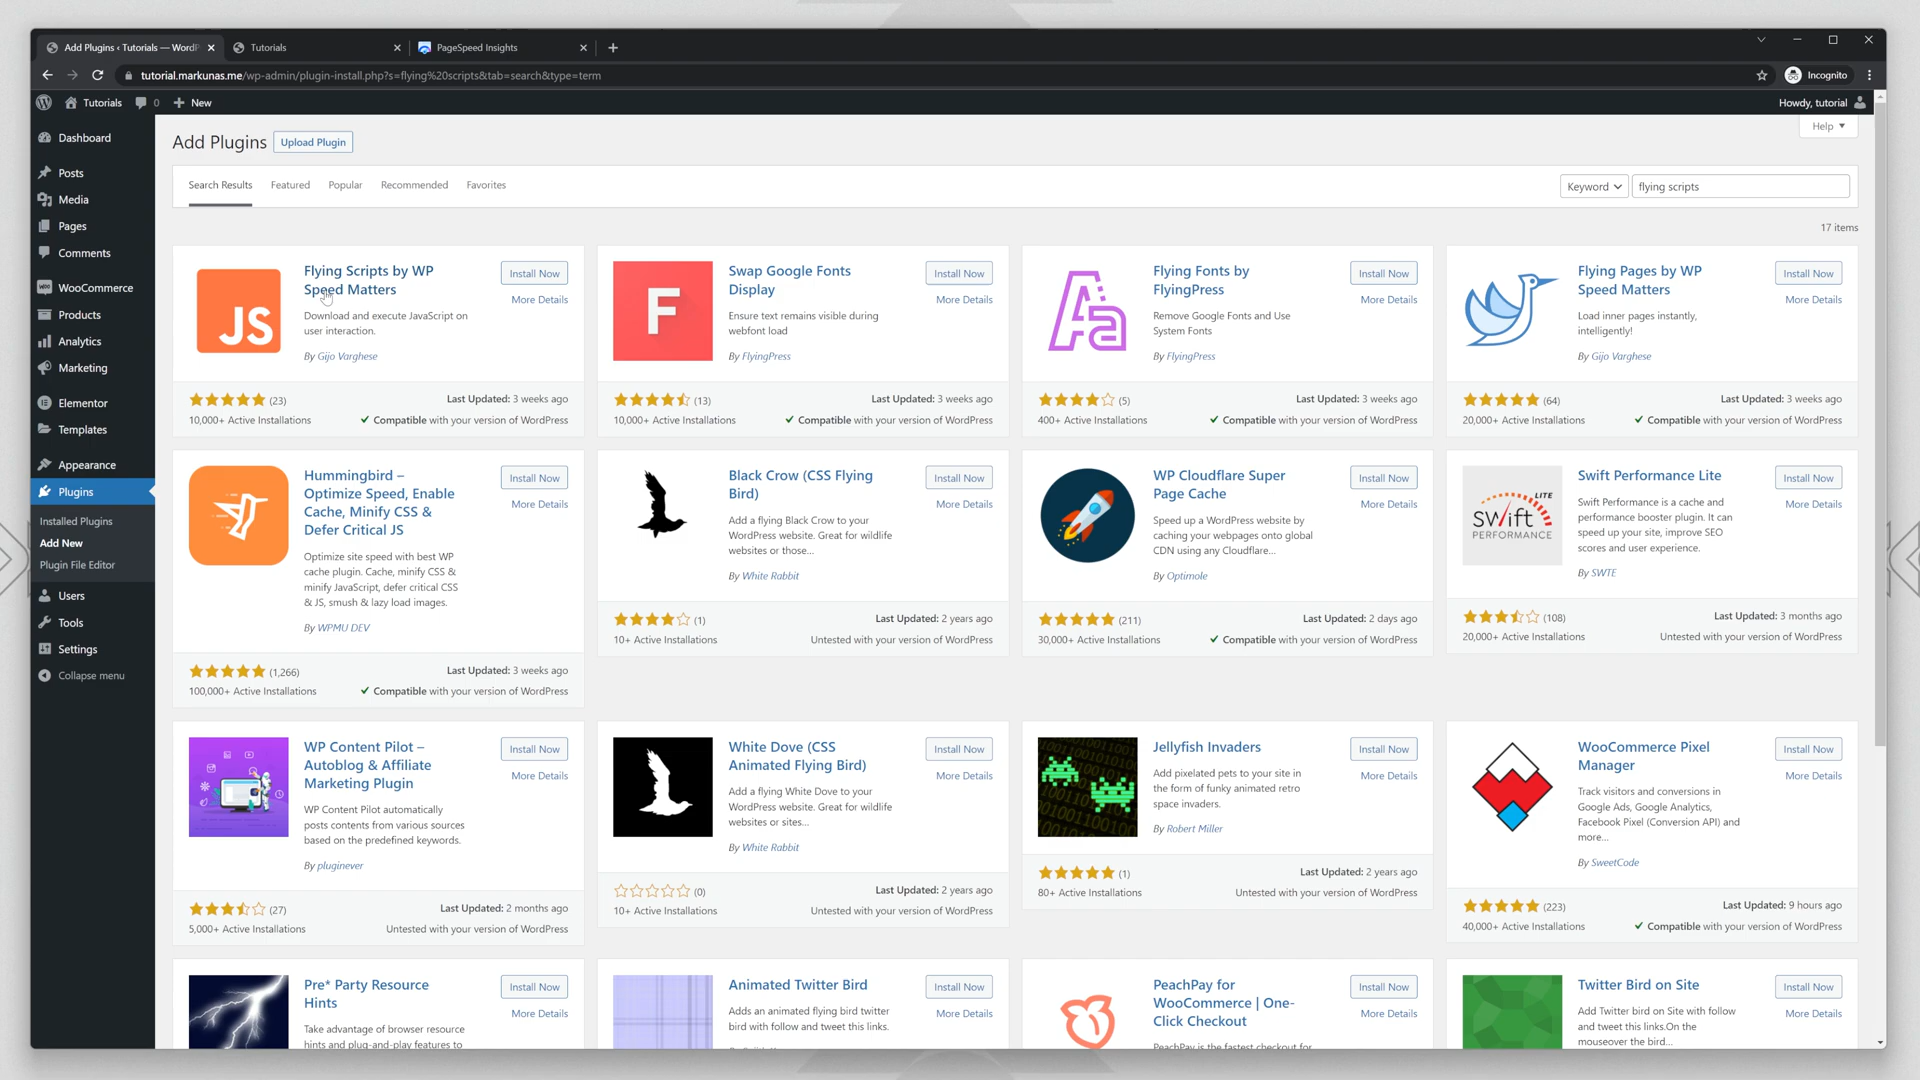 Add Plugins ‹ Tutorials — WordP
Tutorials
PageSpeed Insights
tutorial.markunas.me/wp-admin/plugin-install.php?s=flying%20scripts&tab=search&type=term
Incognito
Tutorials
0
New
Howdy, tutorial
Dashboard
Posts
Media
Pages
Comments
WooCommerce
Products
Analytics
Marketing
Elementor
Templates
Appearance
Plugins
Installed Plugins
Add New
Plugin File Editor
Users
Tools
Settings
Collapse menu
Add Plugins
Upload Plugin
Help
Search Results
Featured
Popular
Recommended
Favorites
Keyword
flying scripts
17 items
JS
Flying Scripts by WP
Speed Matters
Install Now
More Details
Download and execute JavaScript on
user interaction.
By Gijo Varghese
(23)
10,000+ Active Installations
Last Updated: 3 weeks ago
Compatible with your version of WordPress
F
Swap Google Fonts
Display
Install Now
More Details
Ensure text remains visible during
webfont load
By FlyingPress
(13)
10,000+ Active Installations
Last Updated: 3 weeks ago
Compatible with your version of WordPress
Aa
Flying Fonts by
FlyingPress
Install Now
More Details
Remove Google Fonts and Use
System Fonts
By FlyingPress
(5)
400+ Active Installations
Last Updated: 3 weeks ago
Compatible with your version of WordPress
Flying Pages by WP
Speed Matters
Install Now
More Details
Load inner pages instantly,
intelligently!
By Gijo Varghese
(64)
20,000+ Active Installations
Last Updated: 3 weeks ago
Compatible with your version of WordPress
Hummingbird –
Optimize Speed, Enable
Cache, Minify CSS &
Defer Critical JS
Install Now
More Details
Optimize site speed with best WP
cache plugin. Cache, minify CSS &
minify JavaScript, defer critical CSS
& JS, smush & lazy load images.
By WPMU DEV
(1,266)
100,000+ Active Installations
Last Updated: 3 weeks ago
Compatible with your version of WordPress
Black Crow (CSS Flying
Bird)
Install Now
More Details
Add a flying Black Crow to your
WordPress website. Great for wildlife
websites or those...
By White Rabbit
(1)
10+ Active Installations
Last Updated: 2 years ago
Untested with your version of WordPress
WP Cloudflare Super
Page Cache
Install Now
More Details
Speed up a WordPress website by
caching your webpages onto global
CDN using any Cloudflare...
By Optimole
(211)
30,000+ Active Installations
Last Updated: 2 days ago
Compatible with your version of WordPress
LITE
swift
PERFORMANCE
Swift Performance Lite
Install Now
More Details
Swift Performance is a cache and
performance booster plugin. It can
speed up your site, improve SEO
scores and user experience.
By SWTE
(108)
20,000+ Active Installations
Last Updated: 3 months ago
Untested with your version of WordPress
WP Content Pilot –
Autoblog & Affiliate
Marketing Plugin
Install Now
More Details
WP Content Pilot automatically
posts contents from various sources
based on the predefined keywords.
By pluginever
(27)
5,000+ Active Installations
Last Updated: 2 months ago
Untested with your version of WordPress
White Dove (CSS
Animated Flying Bird)
Install Now
More Details
Add a flying White Dove to your
WordPress website. Great for wildlife
websites or sites...
By White Rabbit
(0)
10+ Active Installations
Last Updated: 2 years ago
Untested with your version of WordPress
Jellyfish Invaders
Install Now
More Details
Add pixelated pets to your site in
the form of funky animated retro
space invaders.
By Robert Miller
(1)
80+ Active Installations
Last Updated: 2 years ago
Untested with your version of WordPress
WooCommerce Pixel
Manager
Install Now
More Details
Track visitors and conversions in
Google Ads, Google Analytics,
Facebook Pixel (Conversion API) and
more...
By SweetCode
(223)
40,000+ Active Installations
Last Updated: 9 hours ago
Compatible with your version of WordPress
Pre* Party Resource
Hints
Install Now
More Details
Take advantage of browser resource
hints and plug-and-play features to
Animated Twitter Bird
Install Now
More Details
Adds an animated flying bird twitter
bird with follow and tweet this links.
PeachPay for
WooCommerce | One-
Click Checkout
Install Now
More Details
PeachPay is the fastest checkout for
Twitter Bird on Site
Install Now
More Details
Add Twitter bird on Site with follow
and tweet this links.On the
mouseover the bird...